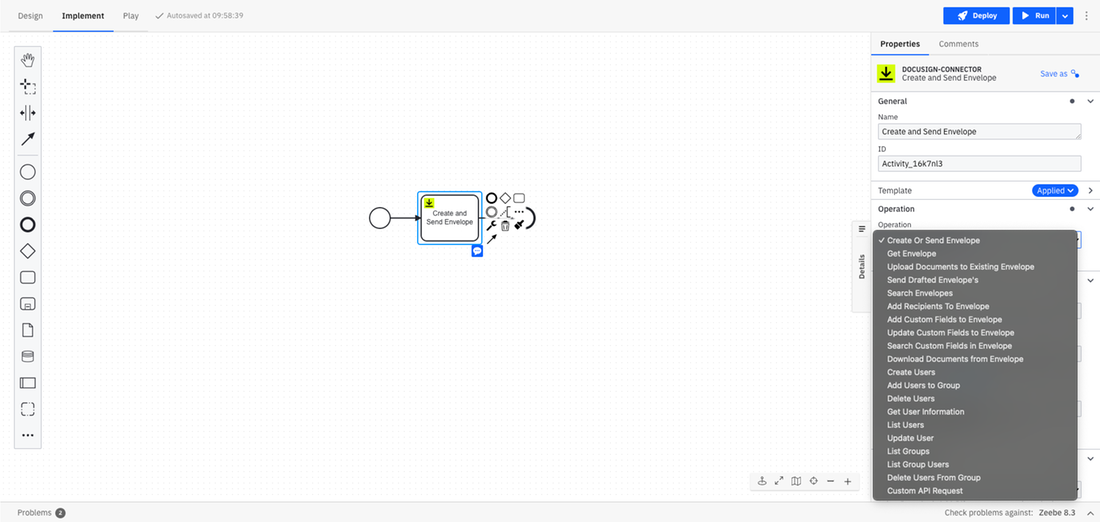 Design Implement Play Autosaved at 09:58:39 Deploy Run
Properties Comments
DOCUSIGN-CONNECTOR
Create and Send Envelope
Save as
General
Name
Create and Send Envelope
ID
Activity_16k7nl3
Template Applied
Operation
Operation
Create Or Send Envelope
Get Envelope
Upload Documents to Existing Envelope
Send Drafted Envelope's
Search Envelopes
Add Recipients To Envelope
Add Custom Fields to Envelope
Update Custom Fields to Envelope
Search Custom Fields in Envelope
Download Documents from Envelope
Create Users
Add Users to Group
Delete Users
Get User Information
List Users
Update User
List Groups
List Group Users
Delete Users From Group
Custom API Request
Details
Create and
Send Envelope
Problems 2
Check problems against: Zeebe 8.3